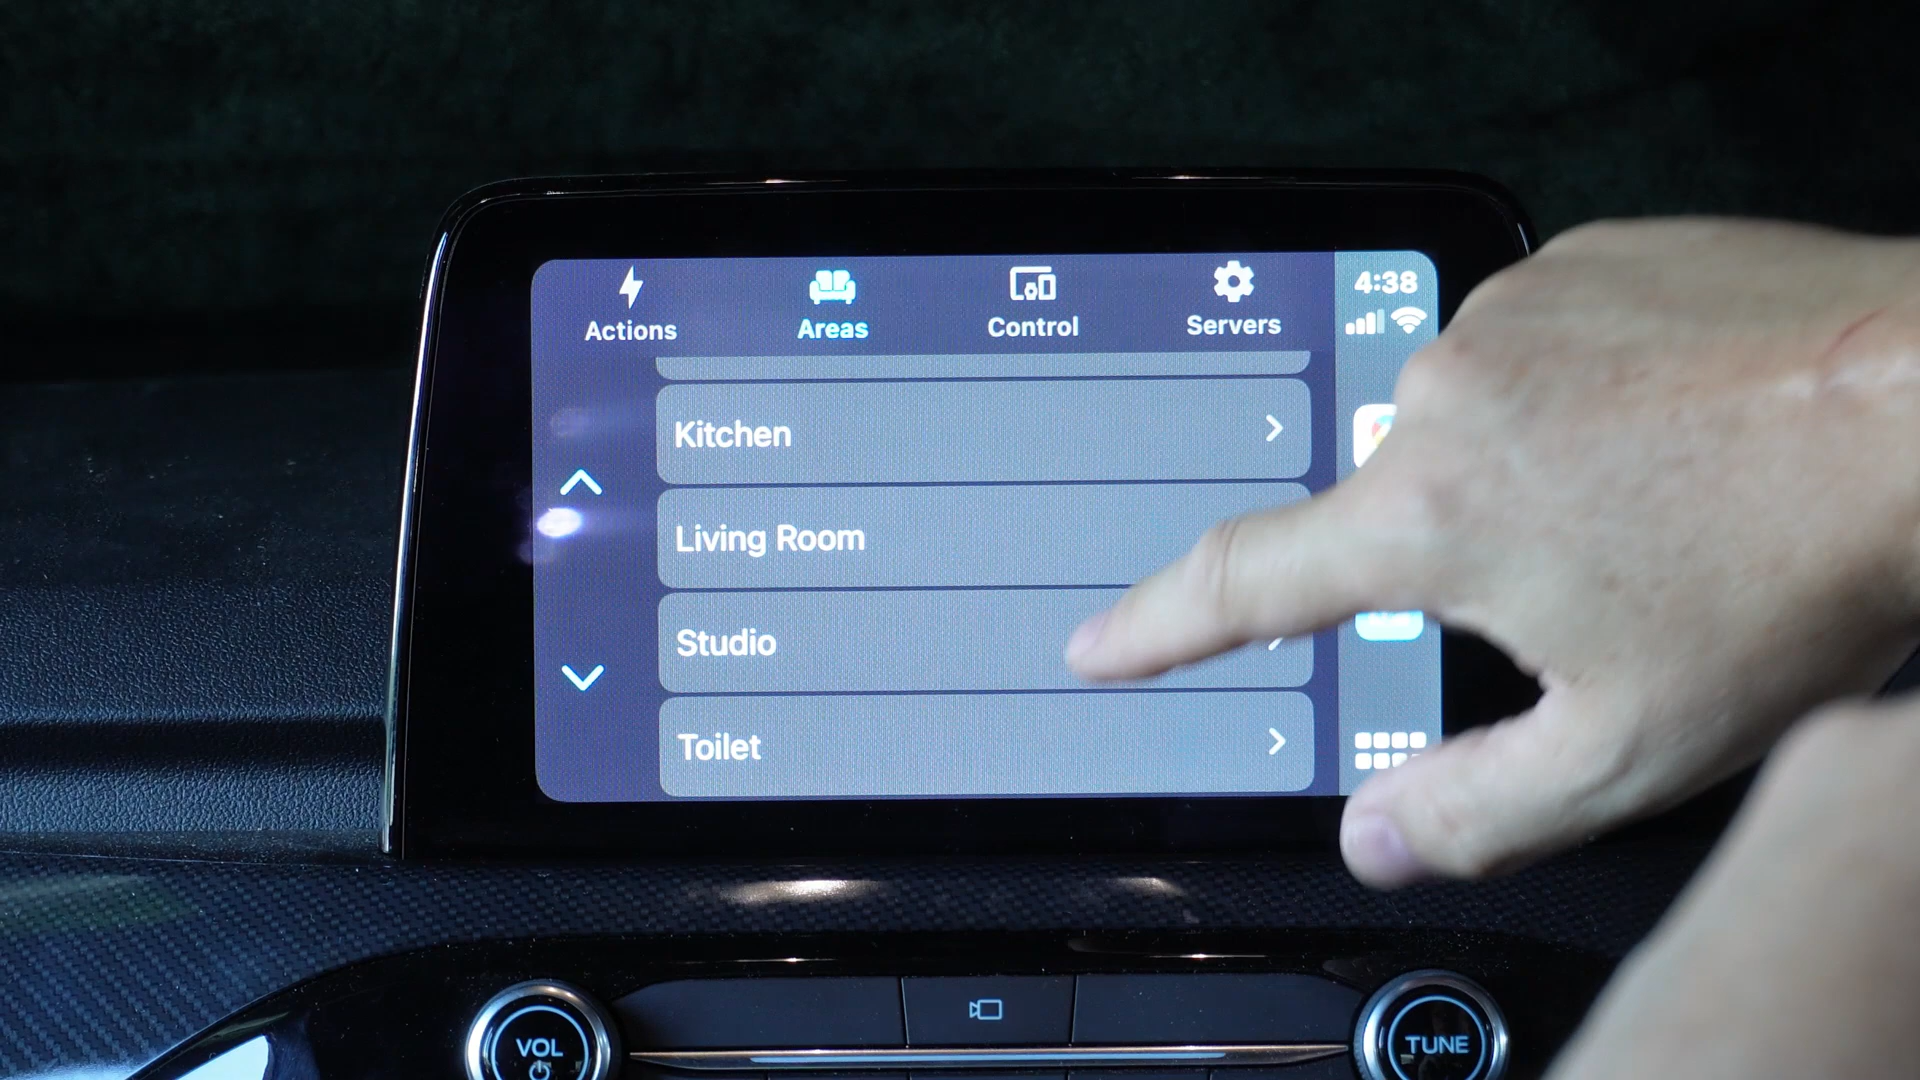 Actions
Areas
Control
Servers
4:38
Kitchen
Living Room
Studio
Toilet
VOL
TUNE